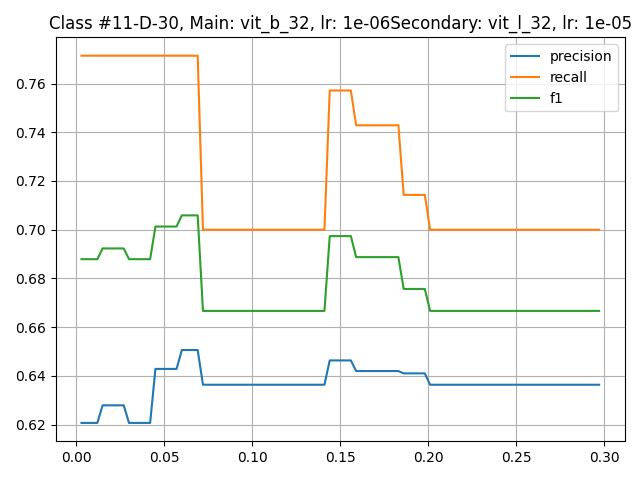 Class #11-D-30, Main: vit_b_32, lr: 1e-06Secondary: vit_l_32, lr: 1e-05
precision
recall
f1
0.76
0.74
0.72
0.70
0.68
0.66
0.64
0.62
0.00 0.05 0.10 0.15 0.20 0.25 0.30